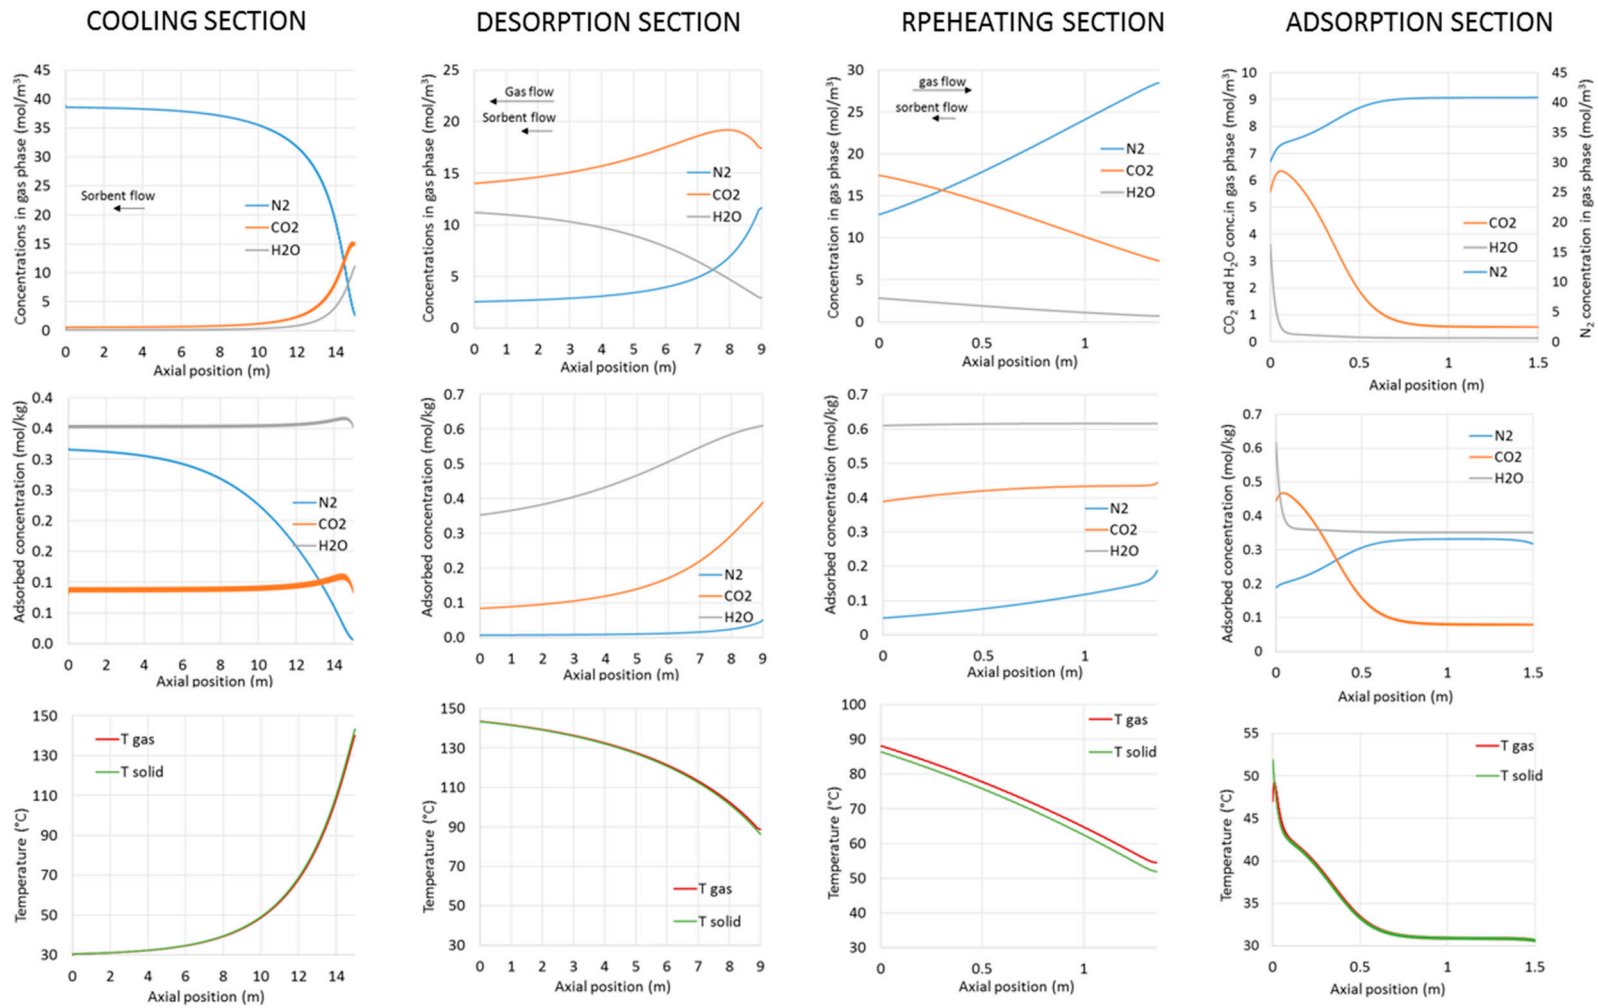 COOLING SECTION
DESORPTION SECTION
RPEHEATING SECTION
ADSORPTION SECTION
Concentrations in gas phase (mol/m³)
45
40
35
30
25
20
15
10
5
0
Sorbent flow
N2
CO2
H2O
0 2 4 6 8 10 12 14
Axial position (m)
Concentrations in gas phase (mol/m³)
25
20
15
10
5
0
Gas flow
Sorbent flow
N2
CO2
H2O
0 1 2 3 4 5 6 7 8 9
Axial position (m)
Concentration in gas phase (mol/m³)
30
25
20
15
10
5
0
gas flow
sorbent flow
N2
CO2
H2O
0 0.5 1
Axial position (m)
CO₂ and H₂O conc.in gas phase (mol/m³)
10
9
8
7
6
5
4
3
2
1
0
CO2
H2O
N2
45
40
35
30
25
20
15
10
5
0
N₂ concentration in gas phase (mol/m³)
0 0.5 1 1.5
Axial position (m)
Adsorbed concentration (mol/kg)
0.4
0.4
0.3
0.3
0.2
0.2
0.1
0.1
0.0
N2
CO2
H2O
0 2 4 6 8 10 12 14
Axial position (m)
Adsorbed concentration (mol/kg)
0.7
0.6
0.5
0.4
0.3
0.2
0.1
0.0
N2
CO2
H2O
0 1 2 3 4 5 6 7 8 9
Axial position (m)
Adsorbed concentration (mol/kg)
0.7
0.6
0.5
0.4
0.3
0.2
0.1
0
N2
CO2
H2O
0 0.5 1
Axial position (m)
Adsorbed concentration (mol/kg)
0.7
0.6
0.5
0.4
0.3
0.2
0.1
0
N2
CO2
H2O
0 0.5 1 1.5
Axial position (m)
Temperature (°C)
150
130
110
90
70
50
30
T gas
T solid
0 2 4 6 8 10 12 14
Axial position (m)
Temperature (°C)
150
130
110
90
70
50
30
T gas
T solid
0 1 2 3 4 5 6 7 8 9
Axial position (m)
Temperature (°C)
100
90
80
70
60
50
40
30
T gas
T solid
0 0.5 1
Axial position (m)
Temperature (°C)
55
50
45
40
35
30
T gas
T solid
0 0.5 1 1.5
Axial position (m)